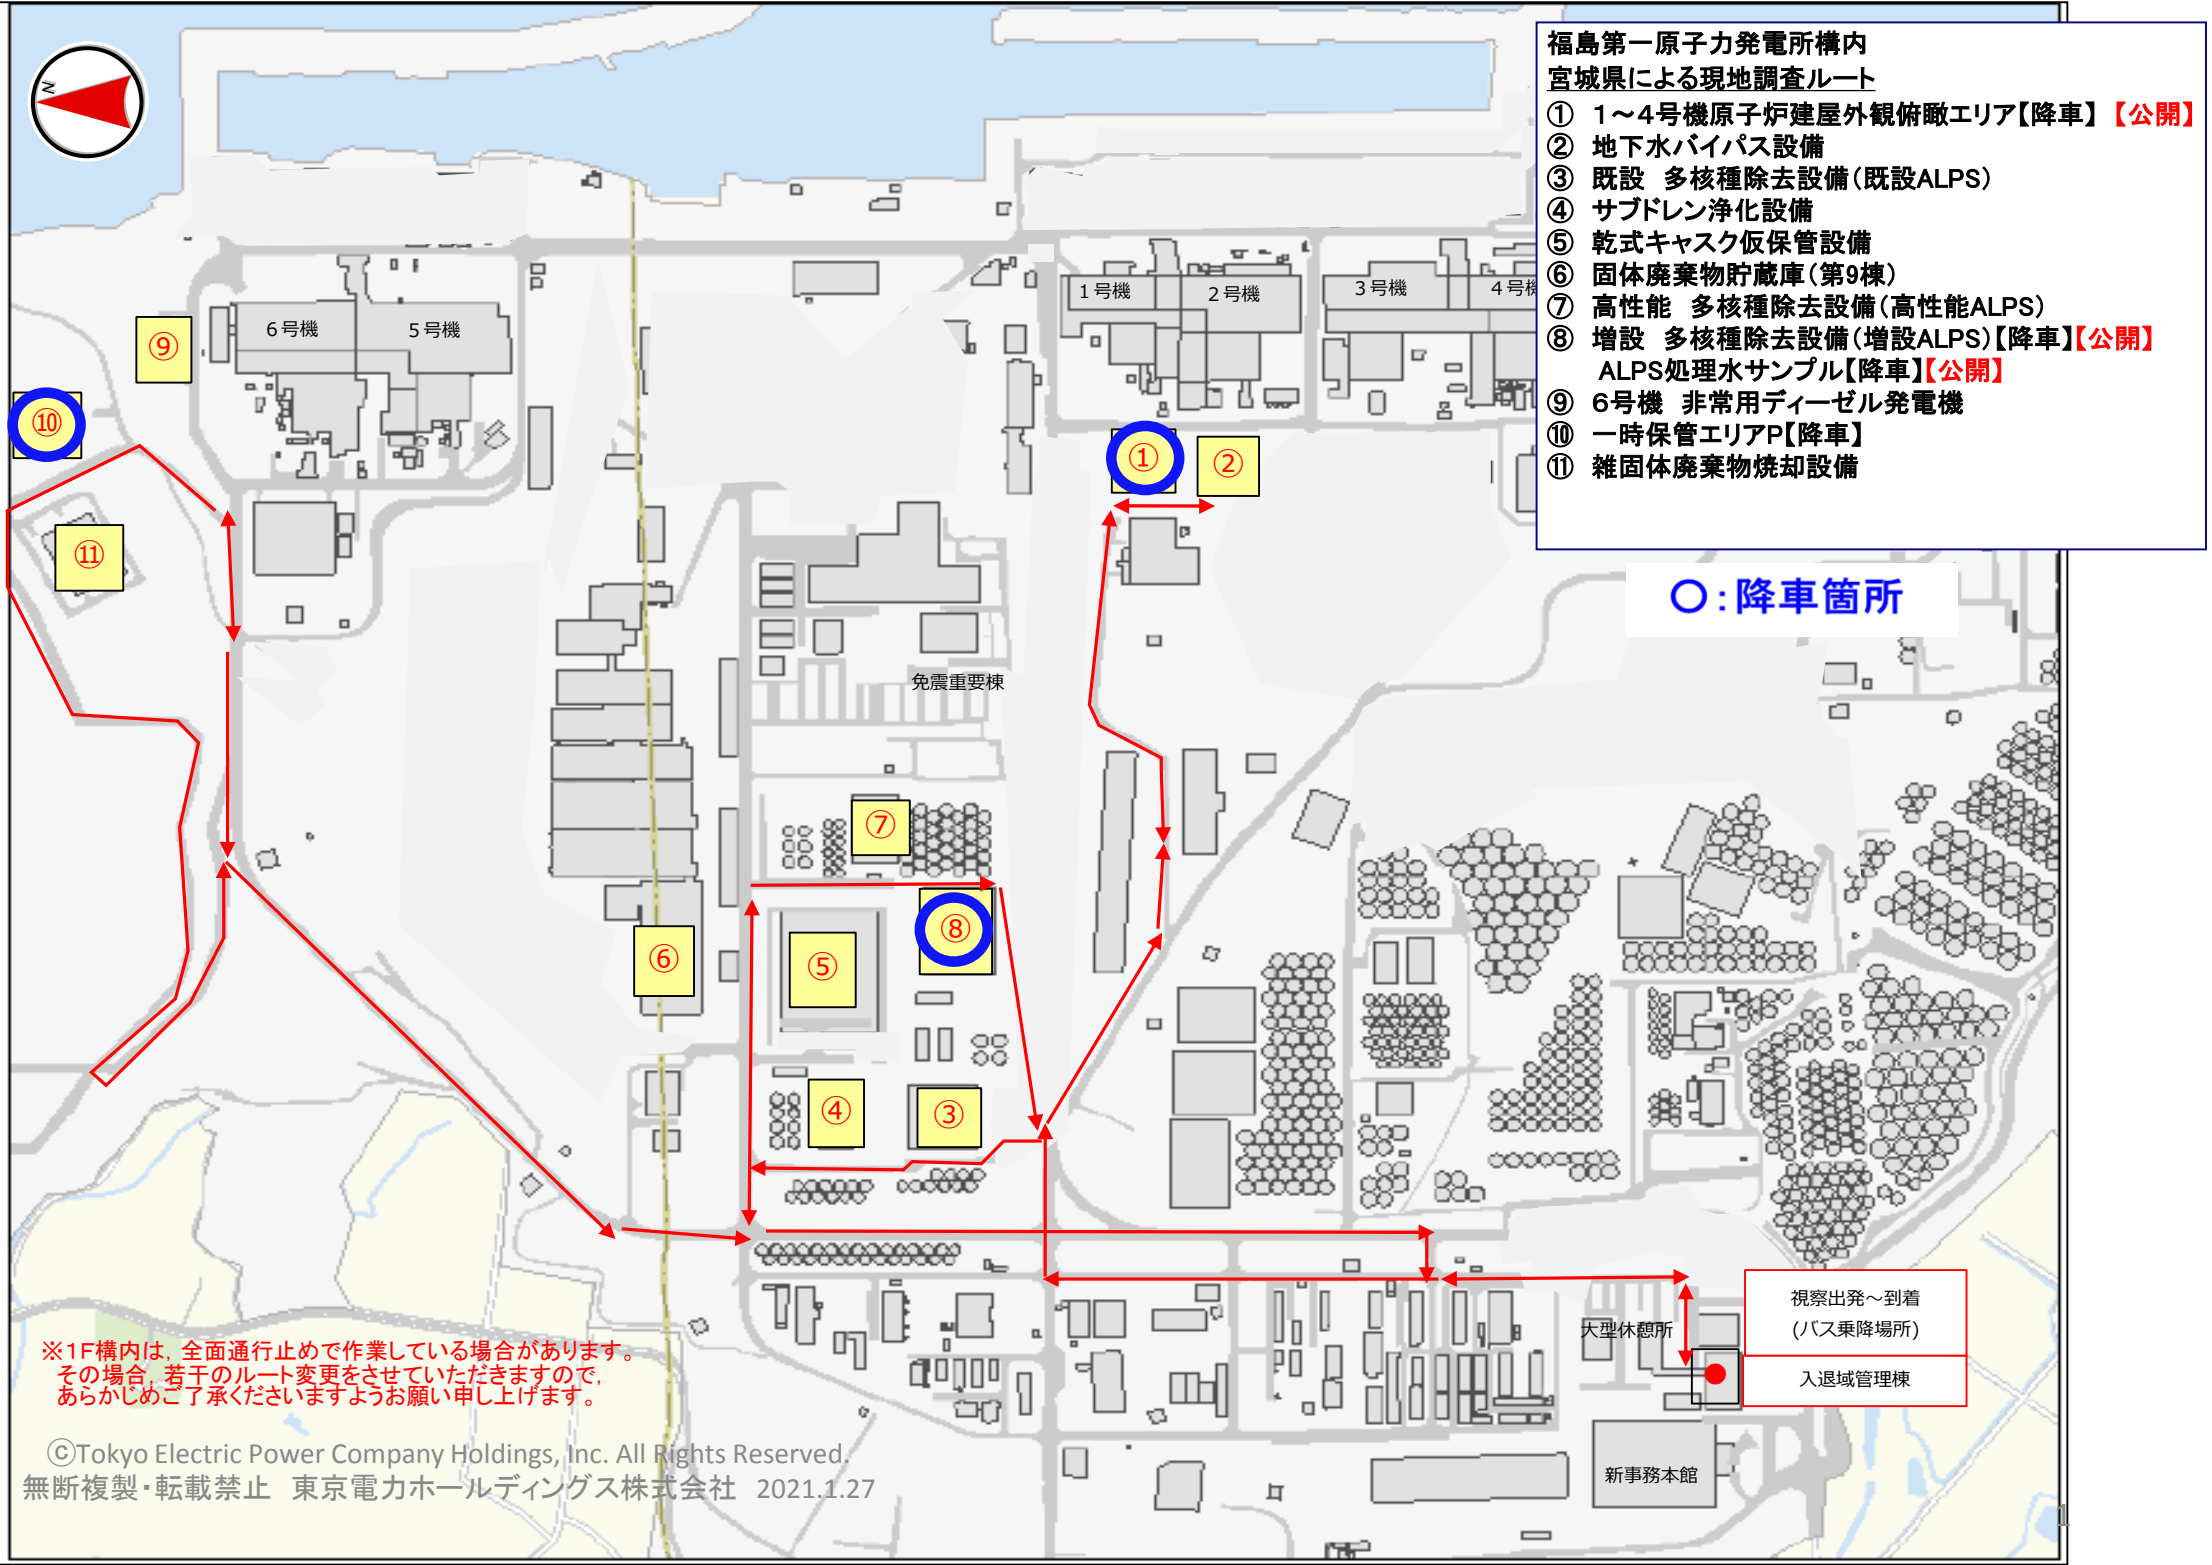 福島第一原子力発電所構内
宮城県による現地調査ルート
① 1～4号機原子炉建屋外観俯瞰エリア【降車】【公開】
② 地下水バイパス設備
③ 既設 多核種除去設備(既設ALPS)
④ サブドレン浄化設備
⑤ 乾式キャスク仮保管設備
⑥ 固体廃棄物貯蔵庫(第9棟)
⑦ 高性能 多核種除去設備(高性能ALPS)
⑧ 増設 多核種除去設備(増設ALPS)【降車】【公開】
ALPS処理水サンプル【降車】【公開】
⑨ 6号機 非常用ディーゼル発電機
⑩ 一時保管エリアP【降車】
⑪ 雑固体廃棄物焼却設備
○:降車箇所
N
1号機
2号機
3号機
4号機
6号機
5号機
⑨
⑩
①
②
⑪
免震重要棟
⑦
⑧
⑤
⑥
④
③
視察出発～到着
(バス乗降場所)
大型休憩所
入退域管理棟
新事務本館
※1F構内は，全面通行止めで作業している場合があります。
その場合，若干のルート変更をさせていただきますので，
あらかじめご了承くださいますようお願い申し上げます。
©Tokyo Electric Power Company Holdings, Inc. All Rights Reserved.
無断複製・転載禁止 東京電力ホールディングス株式会社 2021.1.27
1